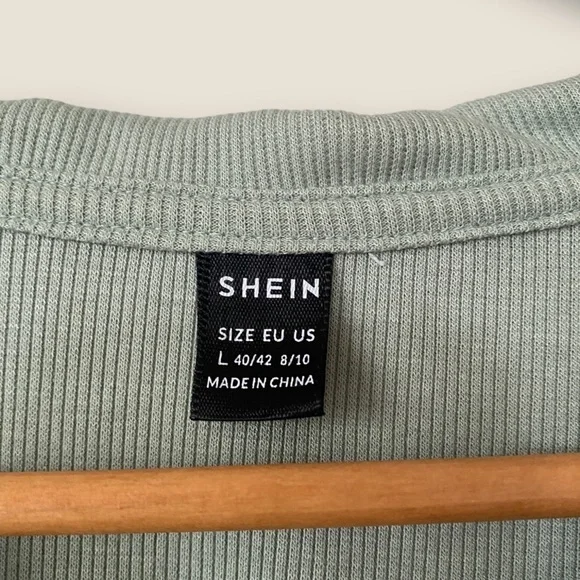 SHEIN
SIZE EU US
L 40/42 8/10
MADE IN CHINA